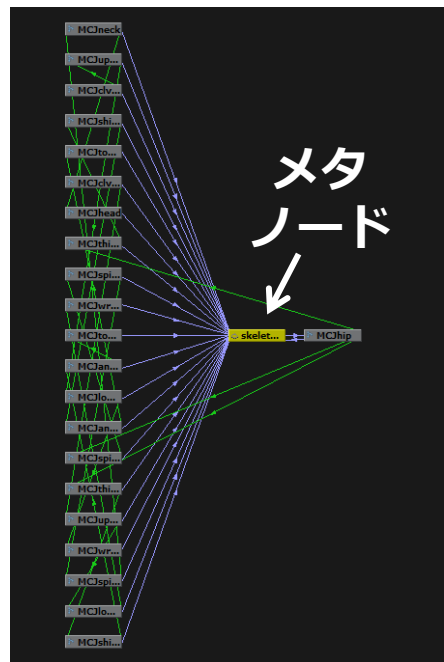 MCJneck
MCJup...
MCJclv...
MCJshi...
MCJto...
MCJclv...
MCJhead
MCJthi...
MCJspi...
MCJwr...
MCJto...
MCJan...
MCJlo...
MCJan...
MCJspi...
MCJthi...
MCJup...
MCJwr...
MCJspi...
MCJlo...
MCJshi...
メタ
ノード
skelet...
MCJhip